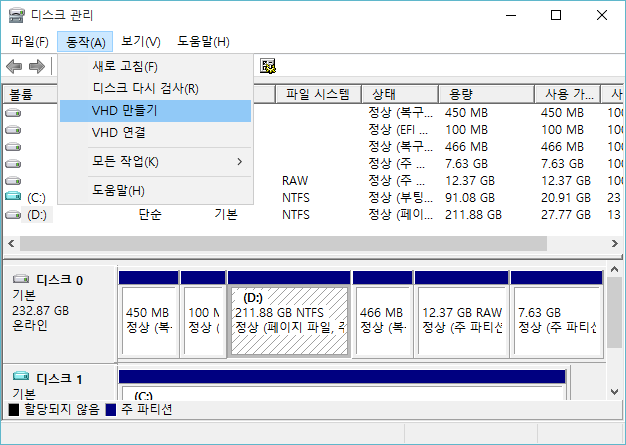 디스크 관리
파일(F) 동작(A) 보기(V) 도움말(H)
새로 고침(F)
디스크 다시 검사(R)
VHD 만들기
VHD 연결
모든 작업(K)
도움말(H)
볼륨 파일 시스템 상태 용량 사용 가... 사
정상 (복구... 450 MB 450 MB 100
정상 (EFI ... 100 MB 100 MB 100
정상 (복구... 466 MB 466 MB 100
정상 (주 ... 7.63 GB 7.63 GB 100
RAW 정상 (주 ... 12.37 GB 12.37 GB 100
(C:) NTFS 정상 (부팅... 91.08 GB 20.91 GB 23
(D:) 단순 기본 NTFS 정상 (페이... 211.88 GB 27.77 GB 13
디스크 0
기본
232.87 GB
온라인
450 MB
정상 (복
100 M
정상 (
(D:)
211.88 GB NTFS
정상 (페이지 파일, 주
466 MB
정상 (복
12.37 GB RAW
정상 (주 파티션
7.63 GB
정상 (주 파티션
디스크 1
기본
(C:)
할당되지 않음 주 파티션